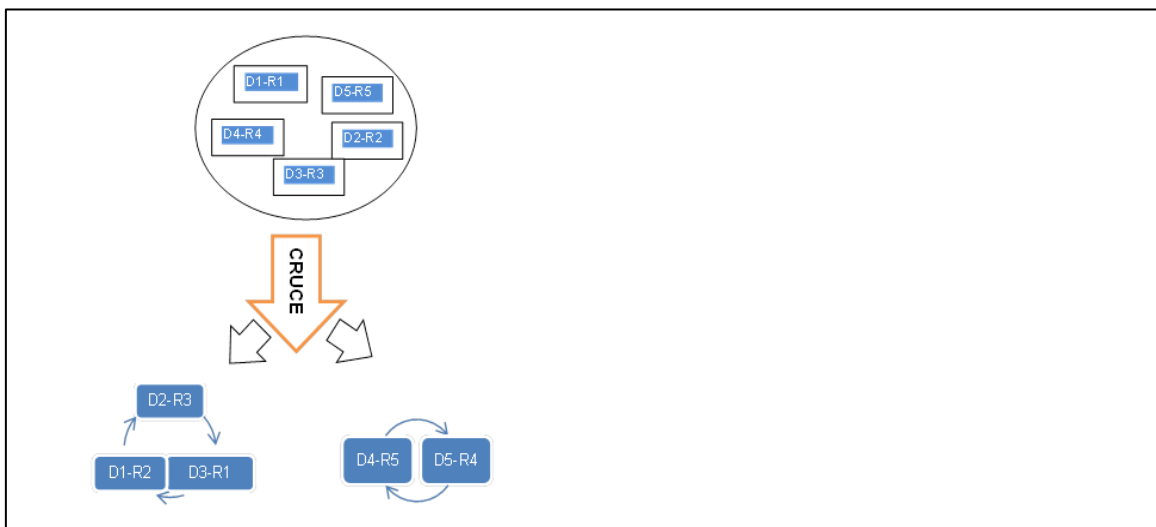 D1-R1
D5-R5
D4-R4
D2-R2
D3-R3
CRUCE
D2-R3
D1-R2
D3-R1
D4-R5
D5-R4